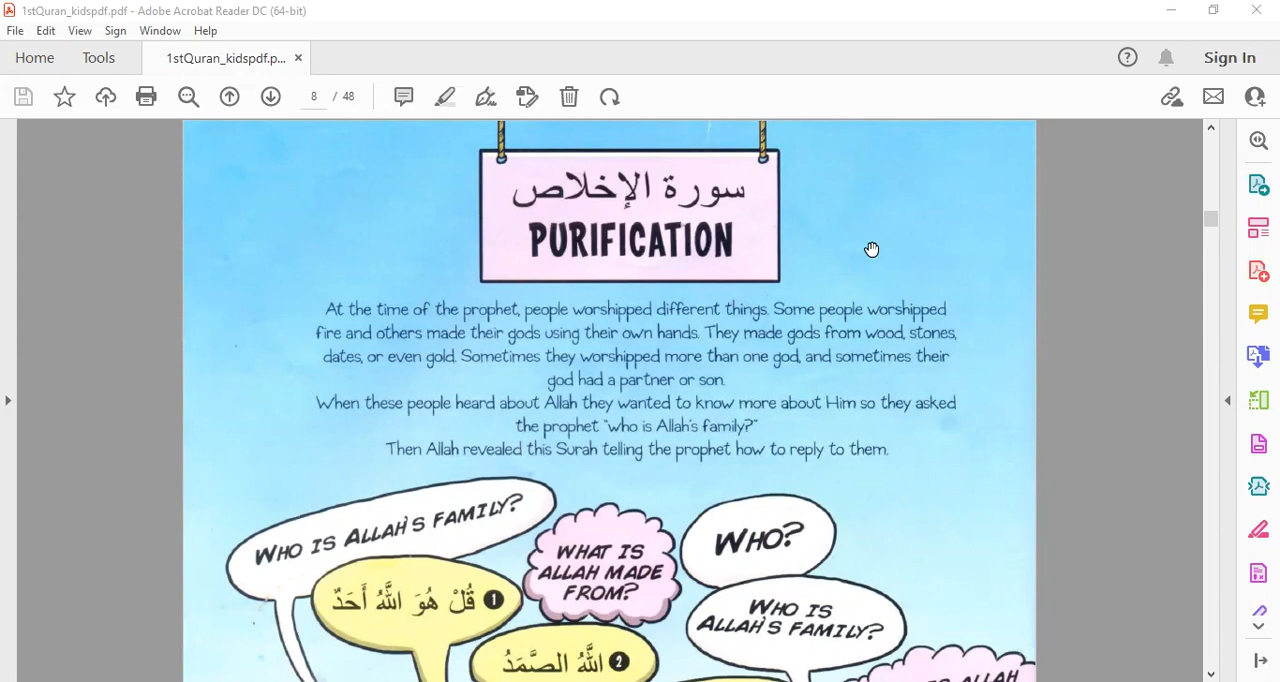 1stQuran_kidspdf.pdf - Adobe Acrobat Reader DC (64-bit)
File Edit View Sign Window Help
Home Tools 1stQuran_kidspdf.p... × Sign In
8 / 48
سورة الإخلاص
PURIFICATION
At the time of the prophet, people worshipped different things. Some people worshipped
fire and others made their gods using their own hands. They made gods from wood, stones,
dates, or even gold. Sometimes they worshipped more than one god, and sometimes their
god had a partner or son.
When these people heard about Allah they wanted to know more about Him so they asked
the prophet "who is Allah's family?"
Then Allah revealed this Surah telling the prophet how to reply to them.
WHO IS ALLAH'S FAMILY?
WHAT IS
ALLAH MADE
FROM?
WHO?
قُلْ هُوَ اللَّهُ أَحَدٌ 1
WHO IS
ALLAH'S FAMILY?
اللَّهُ الصَّمَدُ 2
ALLAH